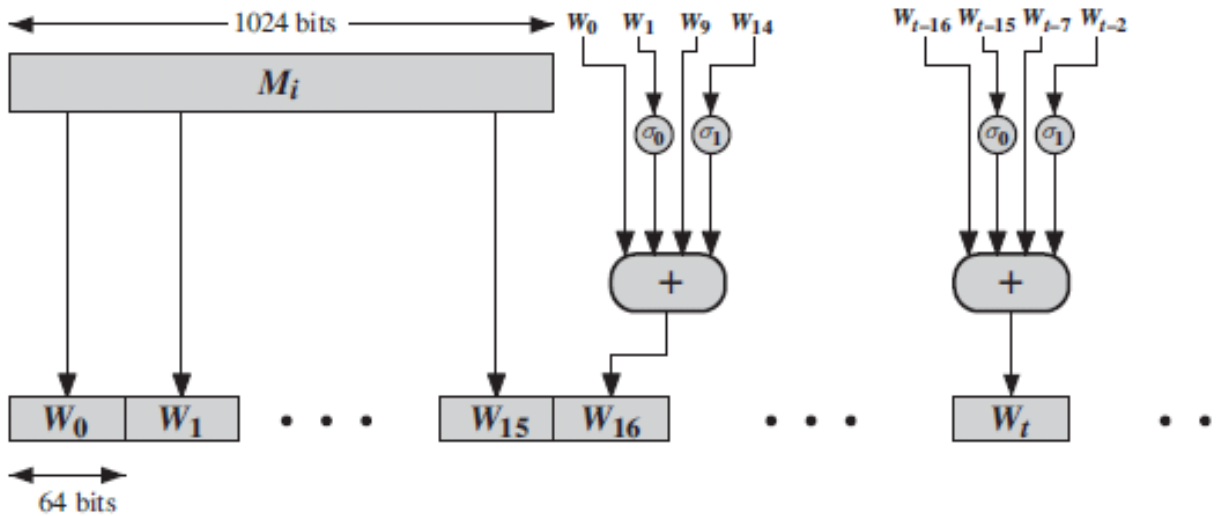 1024 bits
W₀ W₁ W₉ W₁₄
Wₜ₋₁₆ Wₜ₋₁₅ Wₜ₋₇ Wₜ₋₂
Mᵢ
σ₀ σ₁
σ₀ σ₁
+
+
W₀ W₁ • • • W₁₅ W₁₆ • • • Wₜ • •
64 bits